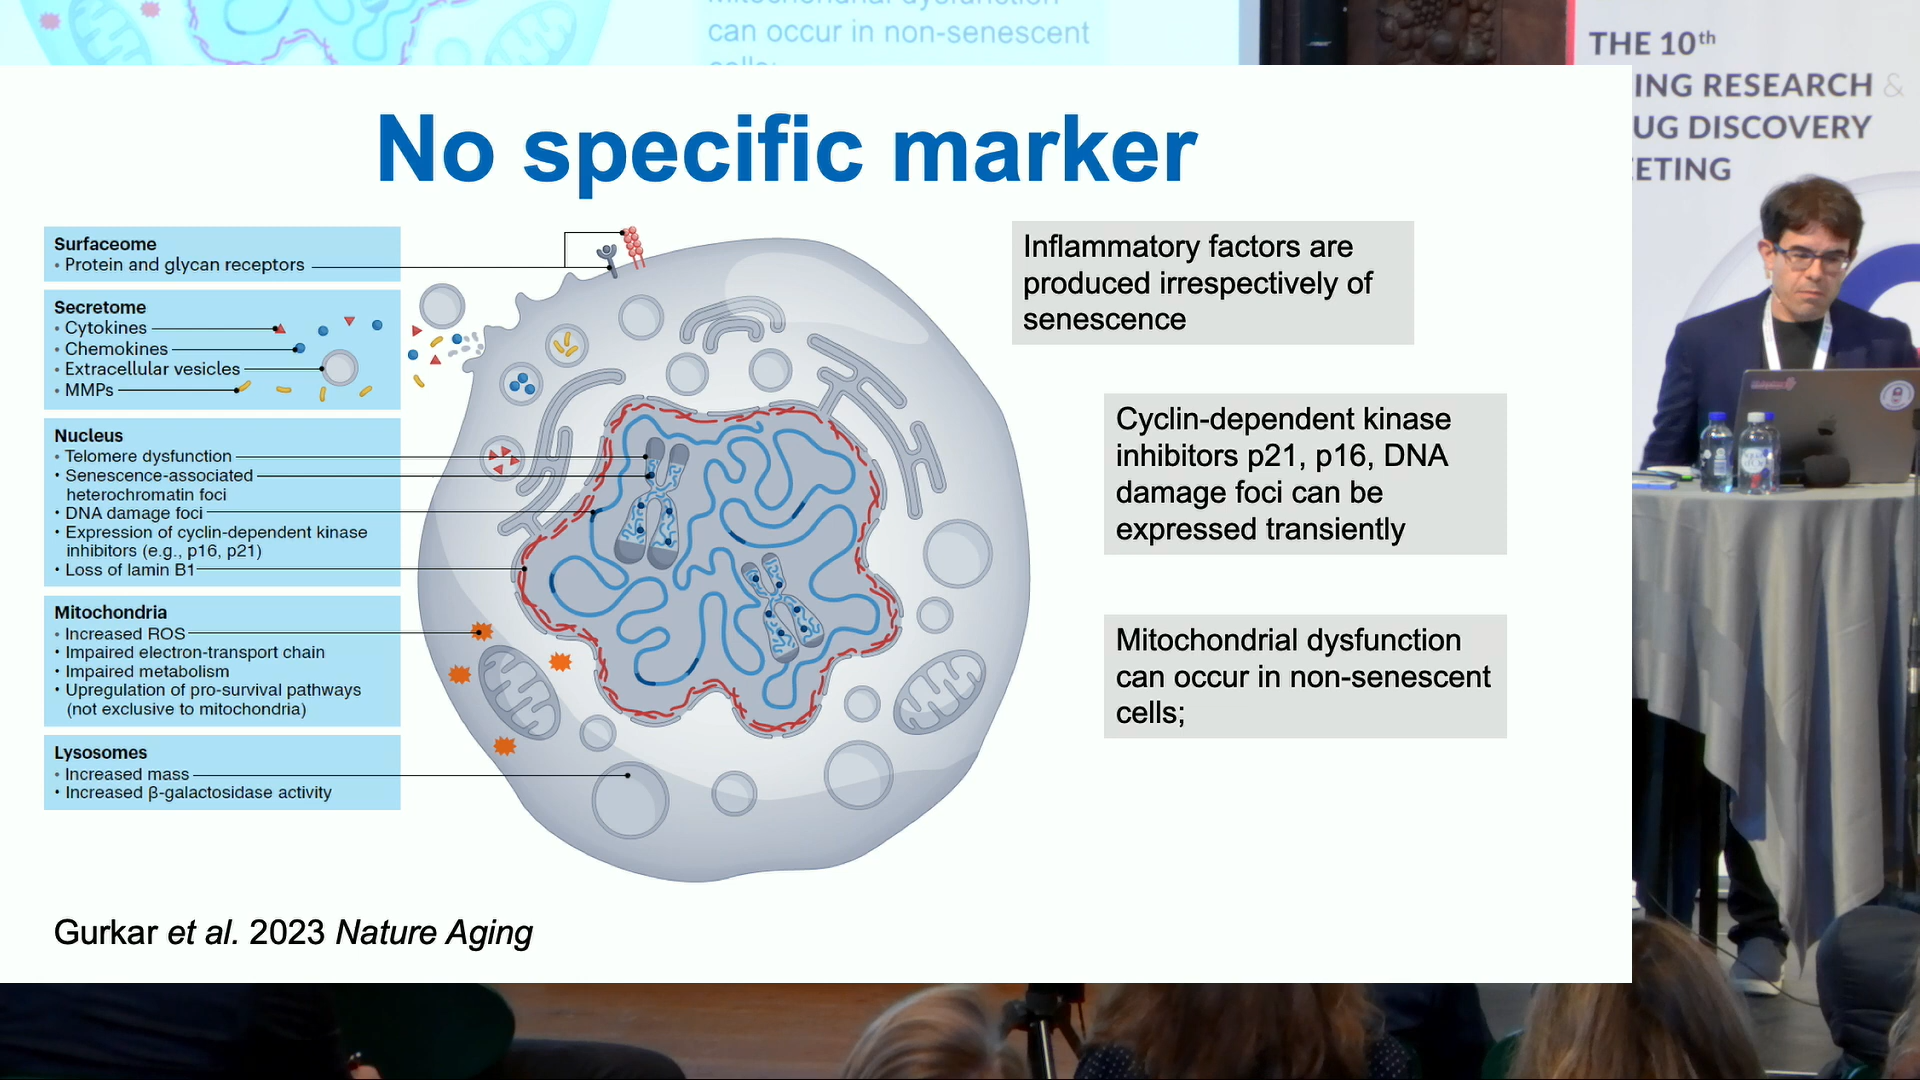 Mitochondrial dysfunction
can occur in non-senescent
cells;
THE 10th
ING RESEARCH &
UG DISCOVERY
EETING
No specific marker
Surfaceome
• Protein and glycan receptors
Secretome
• Cytokines
• Chemokines
• Extracellular vesicles
• MMPs
Nucleus
• Telomere dysfunction
• Senescence-associated
heterochromatin foci
• DNA damage foci
• Expression of cyclin-dependent kinase
inhibitors (e.g., p16, p21)
• Loss of lamin B1
Mitochondria
• Increased ROS
• Impaired electron-transport chain
• Impaired metabolism
• Upregulation of pro-survival pathways
(not exclusive to mitochondria)
Lysosomes
• Increased mass
• Increased β-galactosidase activity
Inflammatory factors are
produced irrespectively of
senescence
Cyclin-dependent kinase
inhibitors p21, p16, DNA
damage foci can be
expressed transiently
Mitochondrial dysfunction
can occur in non-senescent
cells;
Gurkar et al. 2023 Nature Aging